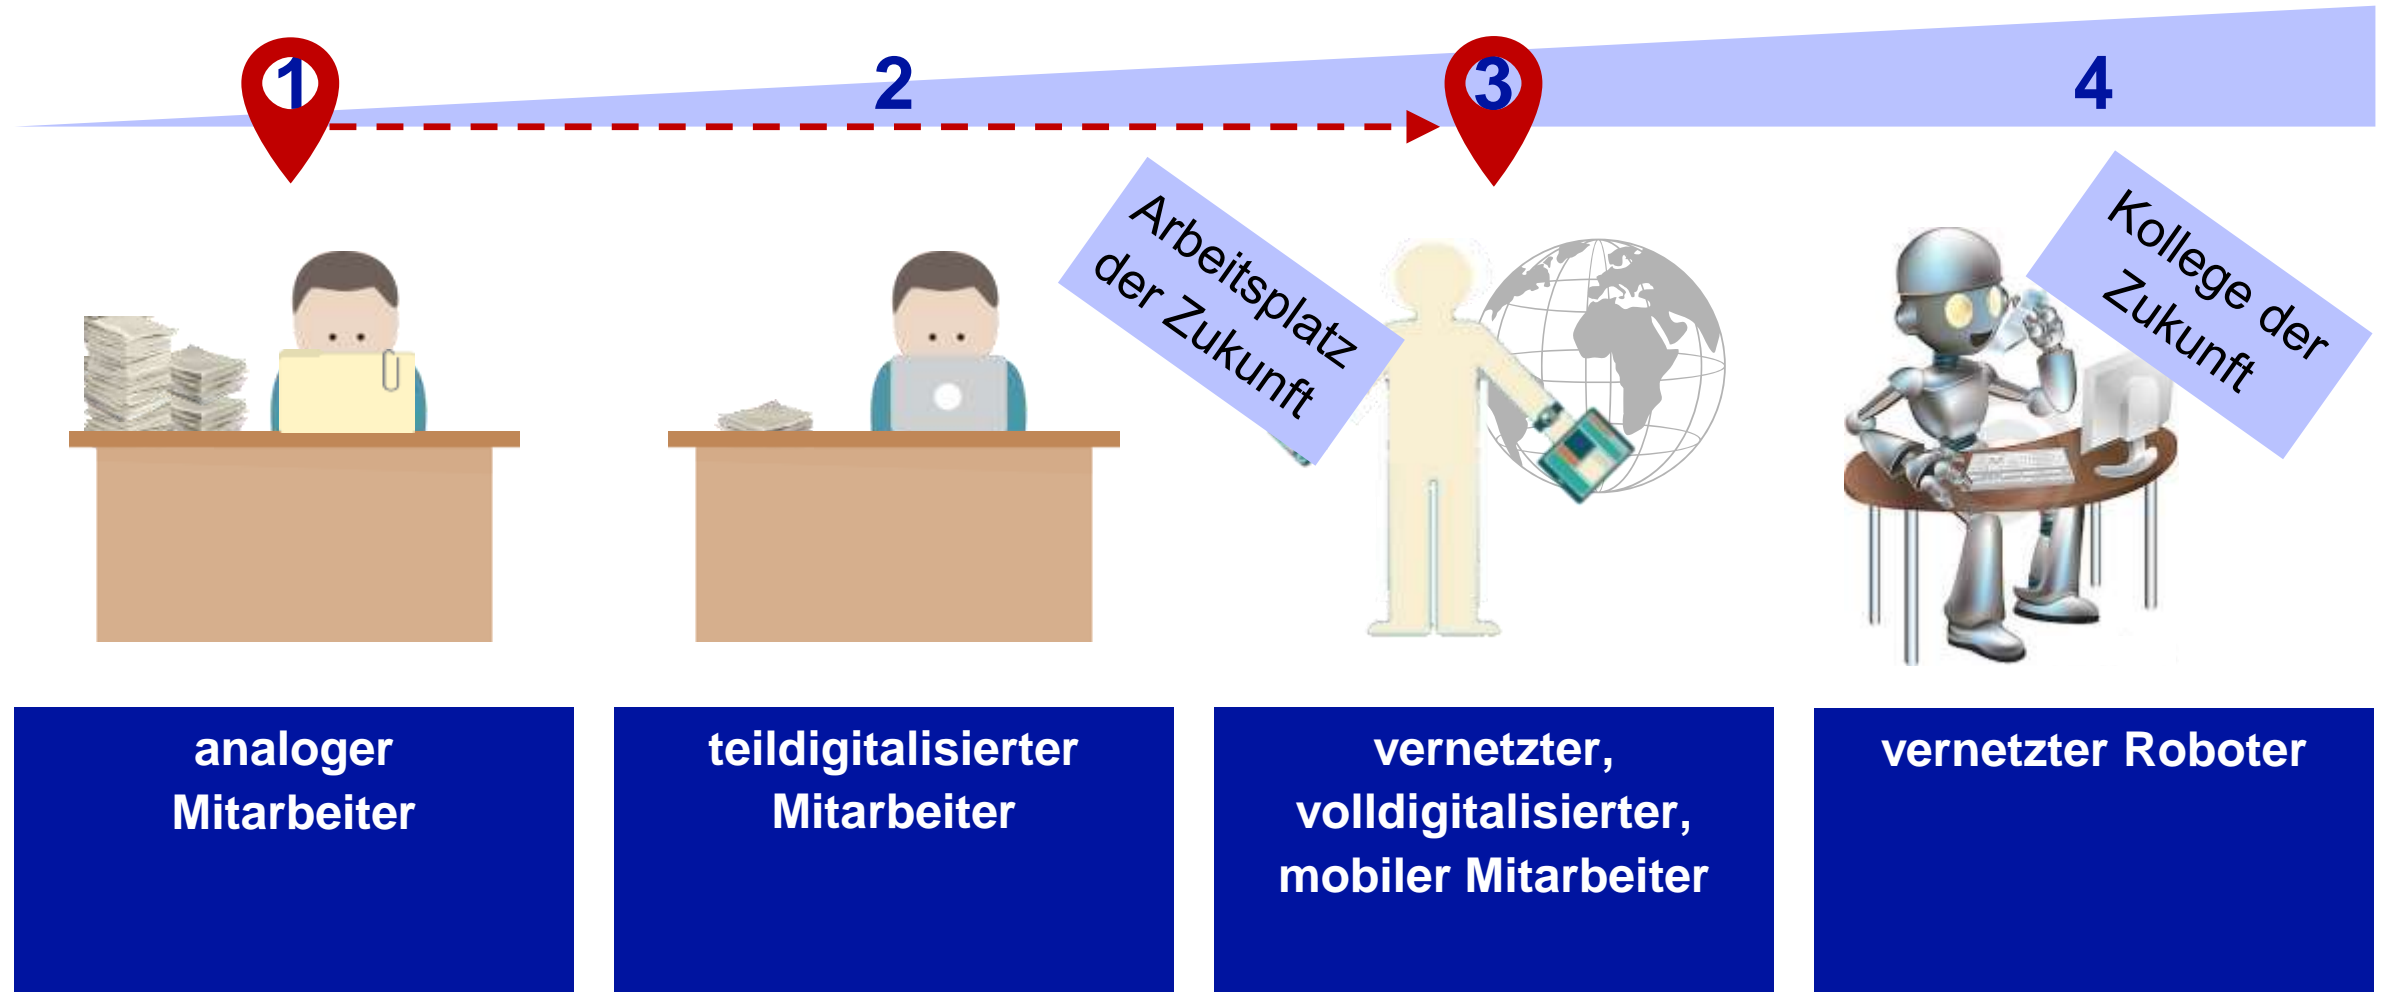 1
2
3
4
Arbeitsplatz
der Zukunft
Kollege der
Zukunft
analoger
Mitarbeiter
teildigitalisierter
Mitarbeiter
vernetzter,
volldigitalisierter,
mobiler Mitarbeiter
vernetzter Roboter